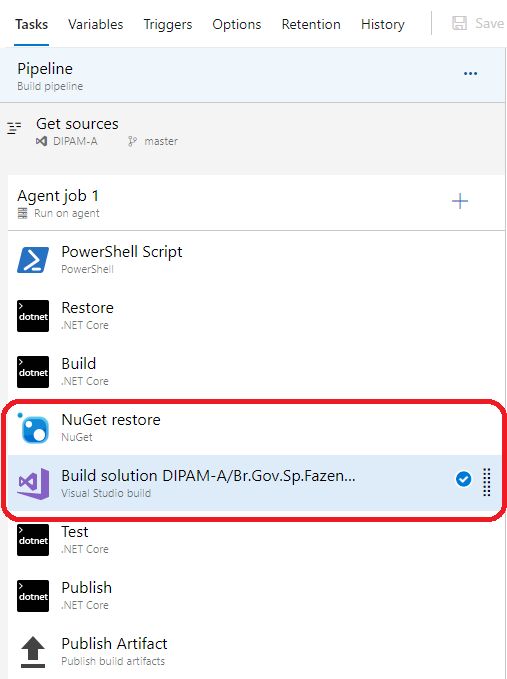 Tasks Variables Triggers Options Retention History Save
Pipeline
Build pipeline
...
Get sources
DIPAM-A master
Agent job 1
Run on agent
PowerShell Script
PowerShell
Restore
dotnet
.NET Core
Build
dotnet
.NET Core
NuGet restore
NuGet
Build solution DIPAM-A/Br.Gov.Sp.Fazen...
Visual Studio build
Test
dotnet
.NET Core
Publish
dotnet
.NET Core
Publish Artifact
Publish build artifacts